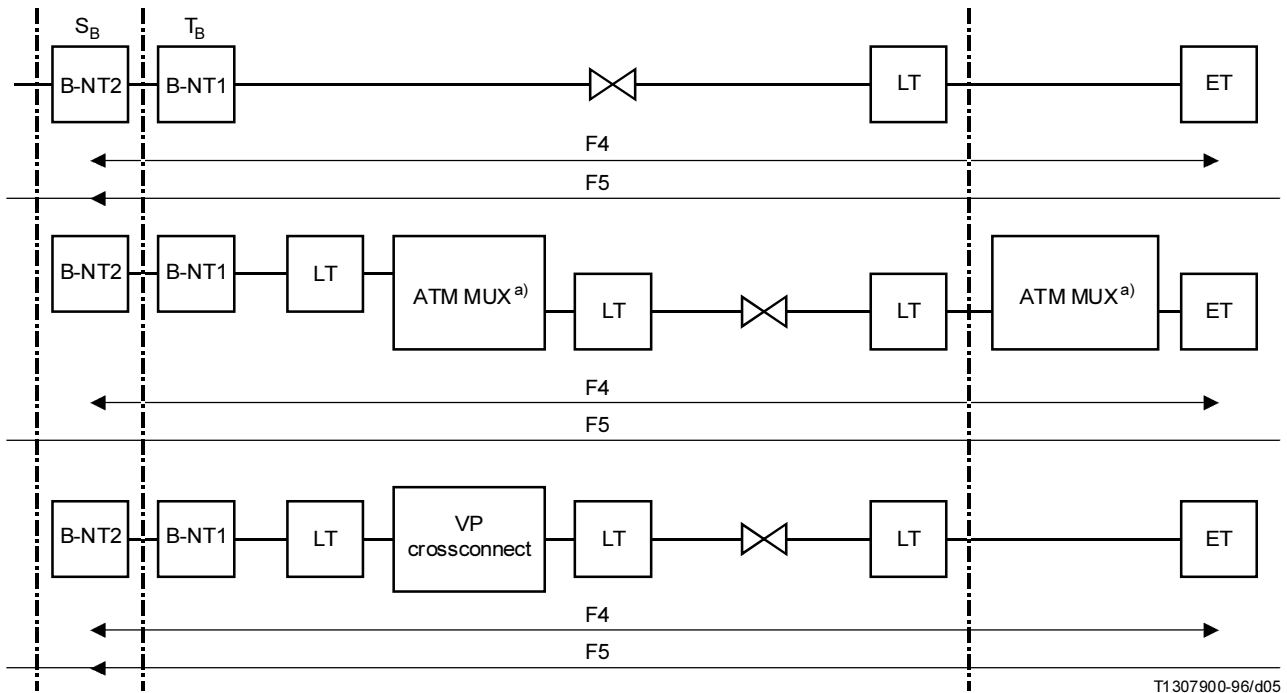 S_B T_B
B-NT2 B-NT1 LT ET
F4
F5
B-NT2 B-NT1 LT ATM MUX^a) LT LT ATM MUX^a) ET
F4
F5
B-NT2 B-NT1 LT VP crossconnect LT LT ET
F4
F5
T1307900-96/d05